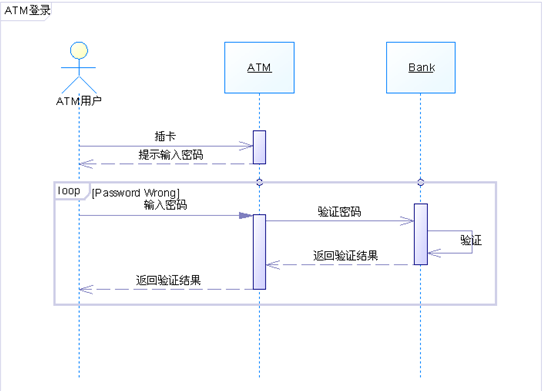 ATM登录
ATM
Bank
ATM用户
插卡
提示输入密码
loop
[Password Wrong]
输入密码
验证密码
验证
返回验证结果
返回验证结果